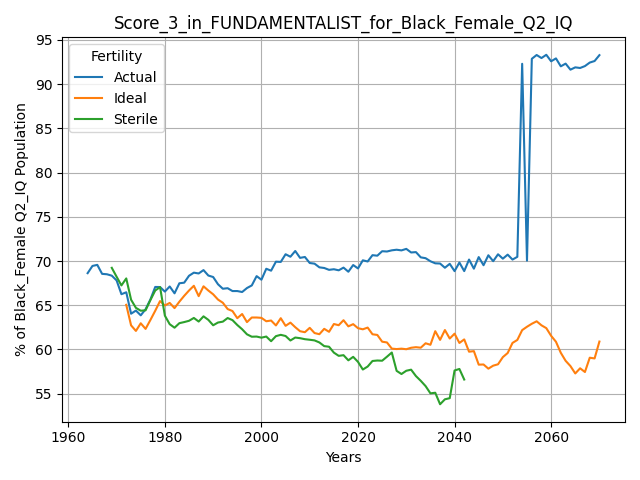 Score_3_in_FUNDAMENTALIST_for_Black_Female_Q2_IQ
% of Black_Female Q2_IQ Population
95
90
85
80
75
70
65
60
55
Fertility
Actual
Ideal
Sterile
1960
1980
2000
2020
2040
2060
Years